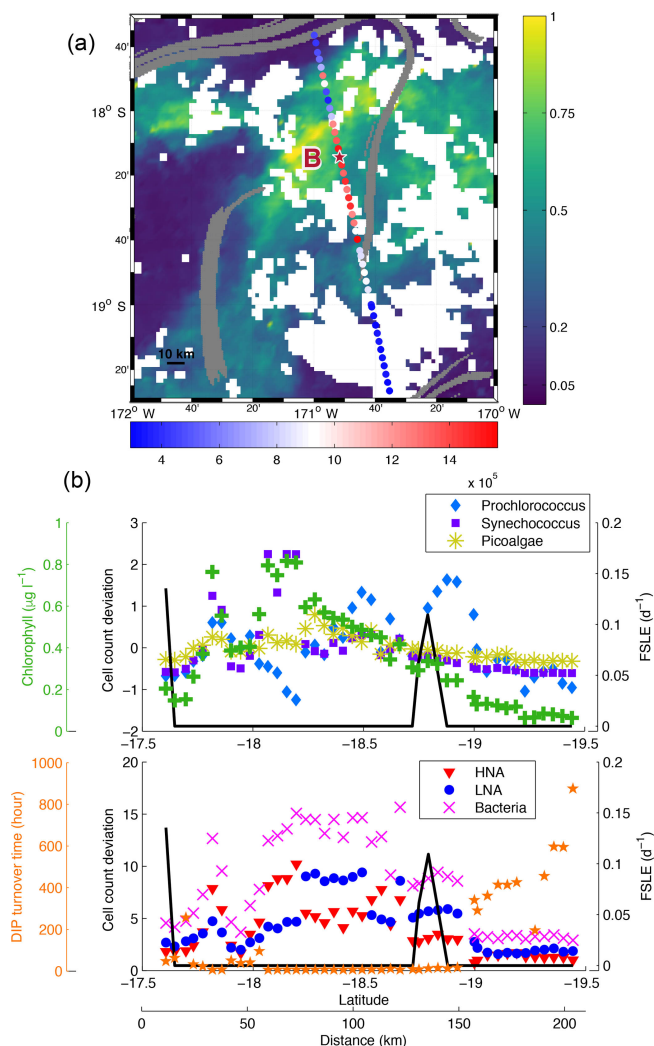 (a)
40'
18° S
20'
40'
19° S
20'
B
10 km
172° W
40'
20'
171° W
40'
20'
170° W
1
0.75
0.5
0.2
0.05
4 6 8 10 12 14
x 10⁵
(b)
Prochlorococcus
Synechococcus
Picoalgae
Chlorophyll (µg l⁻¹)
1
0.8
0.6
0.4
0.2
0
Cell count deviation
3
2
1
0
−1
−2
FSLE (d⁻¹)
0.2
0.15
0.1
0.05
0
−17.5 −18 −18.5 −19 −19.5
HNA
LNA
Bacteria
DIP turnover time (hour)
1000
800
600
400
200
0
Cell count deviation
20
15
10
5
0
FSLE (d⁻¹)
0.2
0.15
0.1
0.05
0
−17.5 −18 −18.5 −19 −19.5
Latitude
0 50 100 150 200
Distance (km)